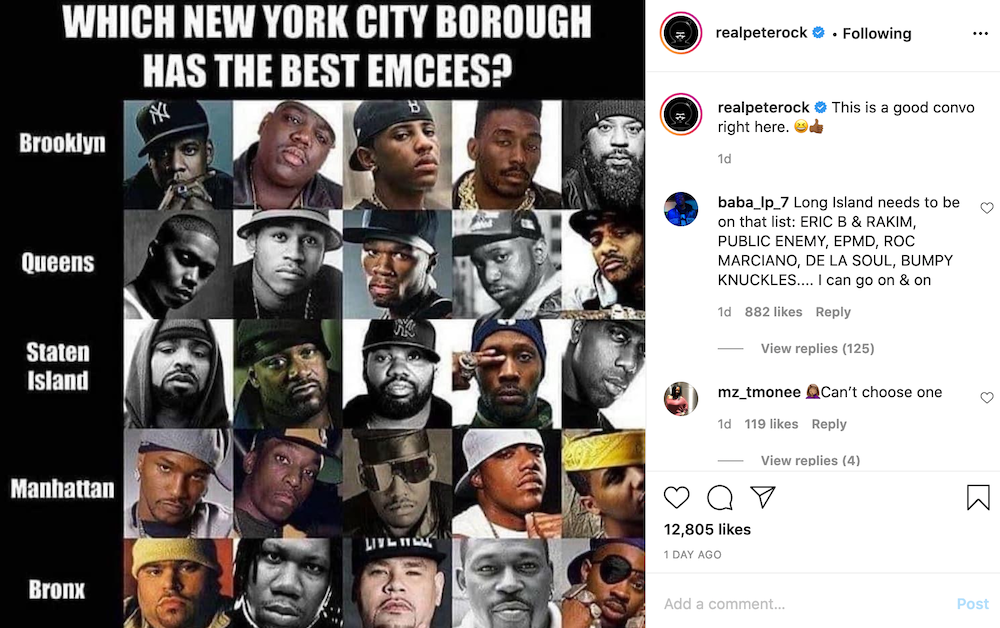 WHICH NEW YORK CITY BOROUGH
HAS THE BEST EMCEES?
Brooklyn
Queens
Staten
Island
Manhattan
Bronx
NY
B
LIVE WELL
realpeterock • Following
realpeterock This is a good convo
right here. 😆👍🏾
1d
baba_lp_7 Long Island needs to be
on that list: ERIC B & RAKIM,
PUBLIC ENEMY, EPMD, ROC
MARCIANO, DE LA SOUL, BUMPY
KNUCKLES.... I can go on & on
1d 882 likes Reply
View replies (125)
mz_tmonee 🤦🏽‍♀️Can't choose one
1d 119 likes Reply
View replies (4)
12,805 likes
1 DAY AGO
Add a comment...
Post